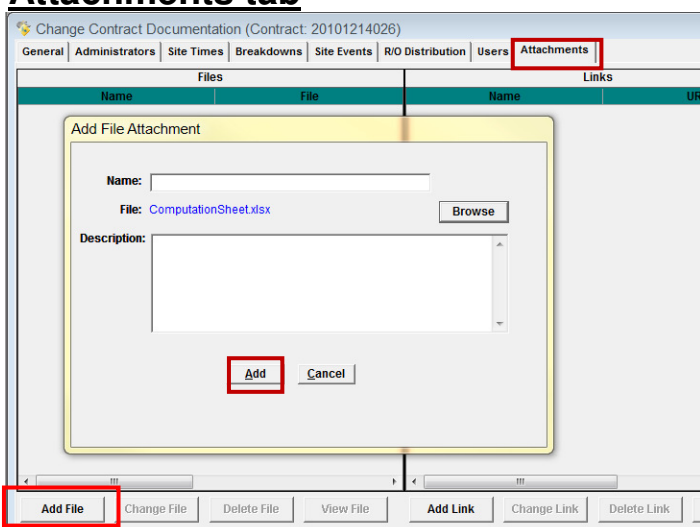 Attachments tab
Change Contract Documentation (Contract: 20101214026)
General Administrators Site Times Breakdowns Site Events R/O Distribution Users Attachments
Files Links
Name File Name UR
Add File Attachment
Name:
File: ComputationSheet.xlsx Browse
Description:
Add Cancel
Add File Change File Delete File View File Add Link Change Link Delete Link